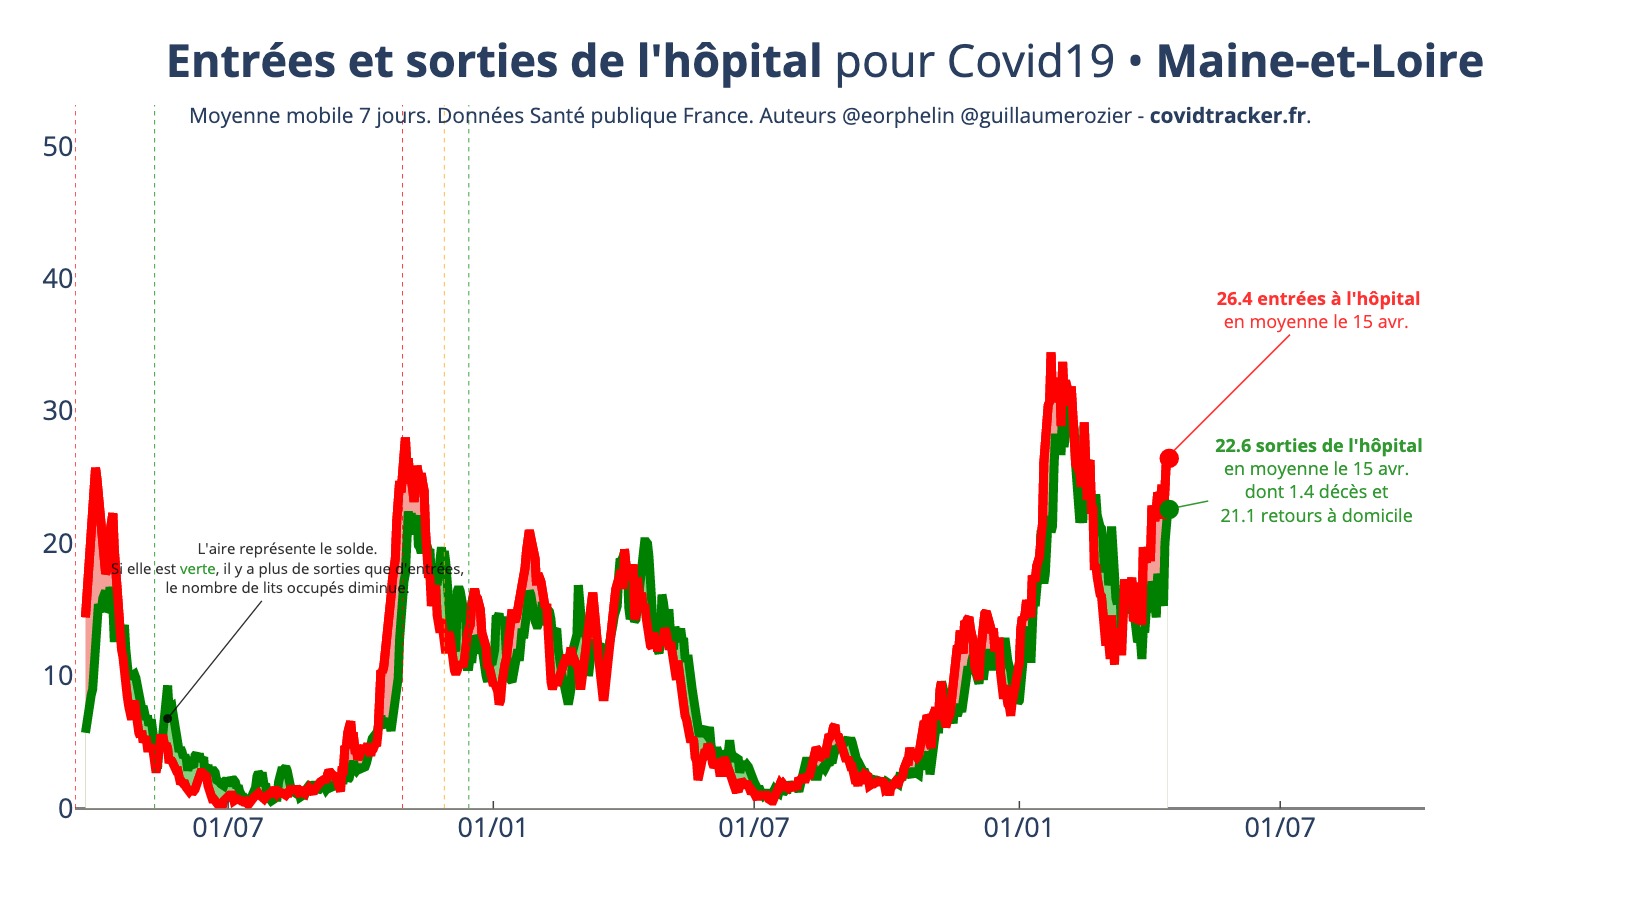 Entrées et sorties de l'hôpital pour Covid19 • Maine-et-Loire
Moyenne mobile 7 jours. Données Santé publique France. Auteurs @eorphelin @guillaumerozier - covidtracker.fr.
50
40
30
20
10
0
26.4 entrées à l'hôpital
en moyenne le 15 avr.
22.6 sorties de l'hôpital
en moyenne le 15 avr.
dont 1.4 décès et
21.1 retours à domicile
L'aire représente le solde.
Si elle est verte, il y a plus de sorties que d'entrées,
le nombre de lits occupés diminue.
01/07
01/01
01/07
01/01
01/07